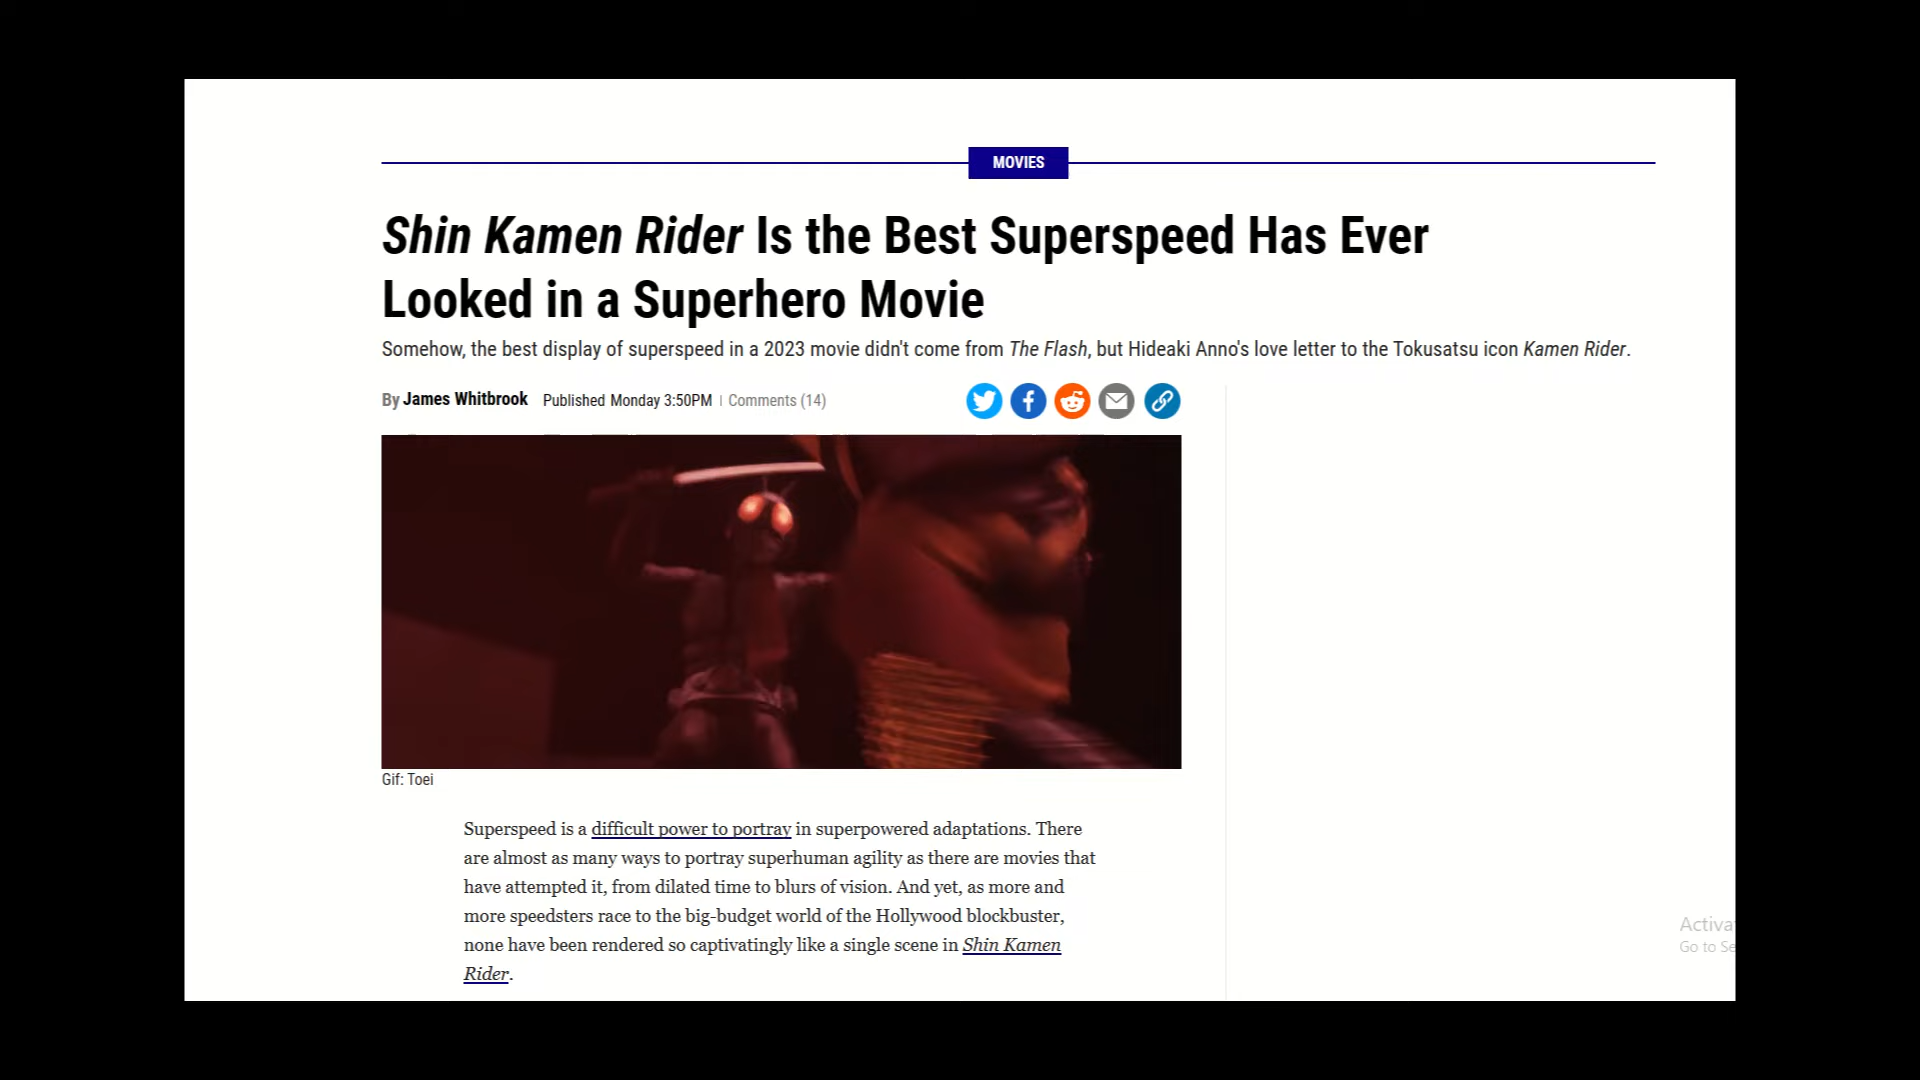 MOVIES
Shin Kamen Rider Is the Best Superspeed Has Ever
Looked in a Superhero Movie
Somehow, the best display of superspeed in a 2023 movie didn't come from The Flash, but Hideaki Anno's love letter to the Tokusatsu icon Kamen Rider.
By James Whitbrook Published Monday 3:50PM | Comments (14)
Gif: Toei
Superspeed is a difficult power to portray in superpowered adaptations. There
are almost as many ways to portray superhuman agility as there are movies that
have attempted it, from dilated time to blurs of vision. And yet, as more and
more speedsters race to the big-budget world of the Hollywood blockbuster,
none have been rendered so captivatingly like a single scene in Shin Kamen
Rider.
Activa
Go to Se